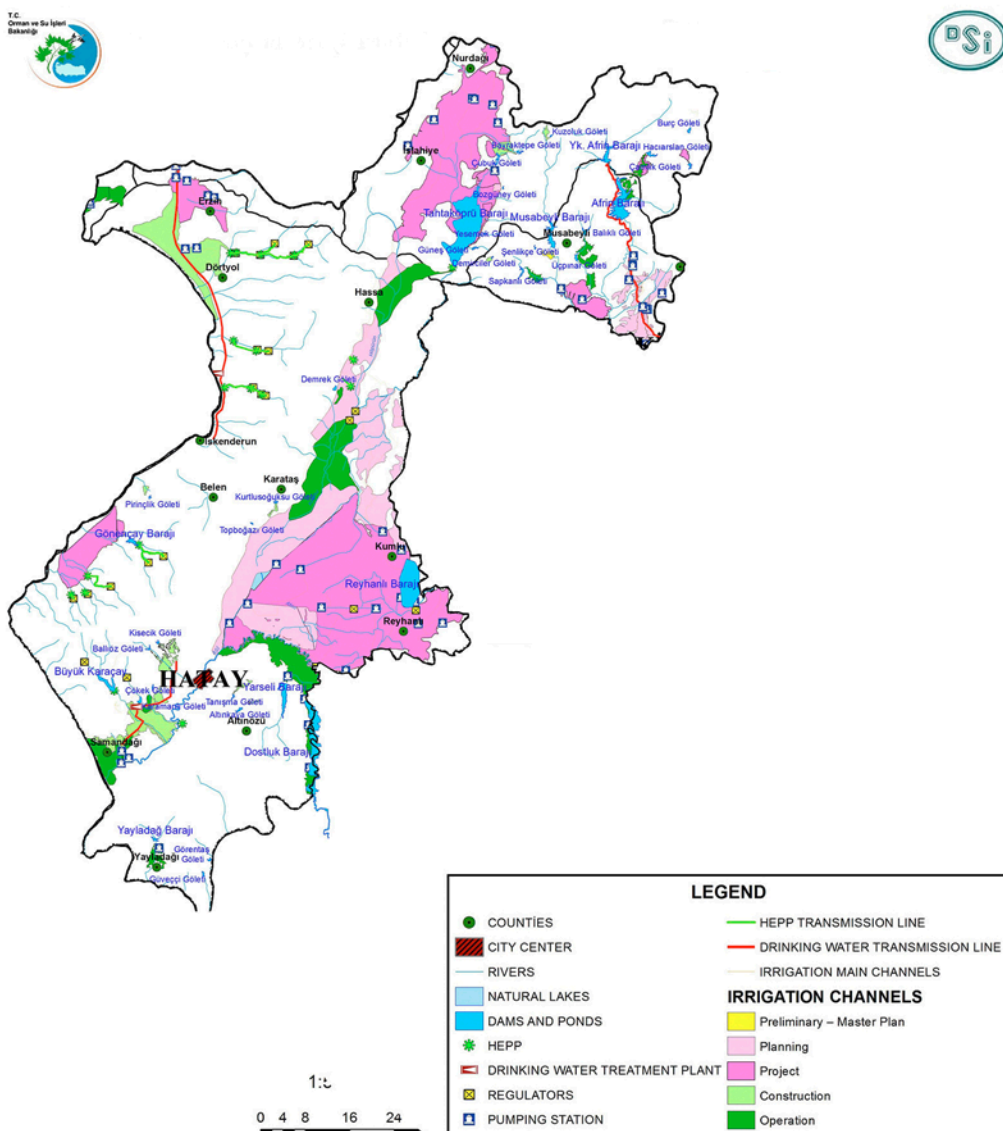 T.C.
Orman ve Su İşleri
Bakanlığı
DSİ
Nurdağı
Burç Göleti
Kuzoluk Göleti
Bayraktepe Göleti
Yk. Afrin Barajı
Hacıarslan Göleti
İslahiye
Çubuk Göleti
Bozgüney Göleti
Afrin Barajı
Erzin
Tahtaköprü Barajı
Musabeyli Barajı
Yesemek Göleti
Musabeyli
Balıklı Göleti
Güneş Göleti
Şenlikçe Göleti
Demirciler Göleti
Üçpınar Göleti
Dörtyol
Sapkanlı Göleti
Hassa
Demrek Göleti
İskenderun
Karataş
Belen
Kurtlusoğuksu Göleti
Pirinçlik Göleti
Topboğazı Göleti
Gönençay Barajı
Kumlu
Reyhanlı Barajı
Reyhanlı
Kisecik Göleti
Ballıöz Göleti
Büyük Karaçay
HATAY
Yarseli Barajı
Çökek Göleti
Karamanlı Göleti
Tanışma Göleti
Altınkaya Göleti
Altınözü
Samandağı
Dostluk Barajı
Yayladağ Barajı
Görentaş
Göleti
Yayladağı
Güveççi Göleti
LEGEND
COUNTİES
CITY CENTER
RIVERS
NATURAL LAKES
DAMS AND PONDS
HEPP
DRINKING WATER TREATMENT PLANT
REGULATORS
PUMPING STATION
HEPP TRANSMISSION LINE
DRINKING WATER TRANSMISSION LINE
IRRIGATION MAIN CHANNELS
IRRIGATION CHANNELS
Preliminary – Master Plan
Planning
Project
Construction
Operation
0 4 8 16 24